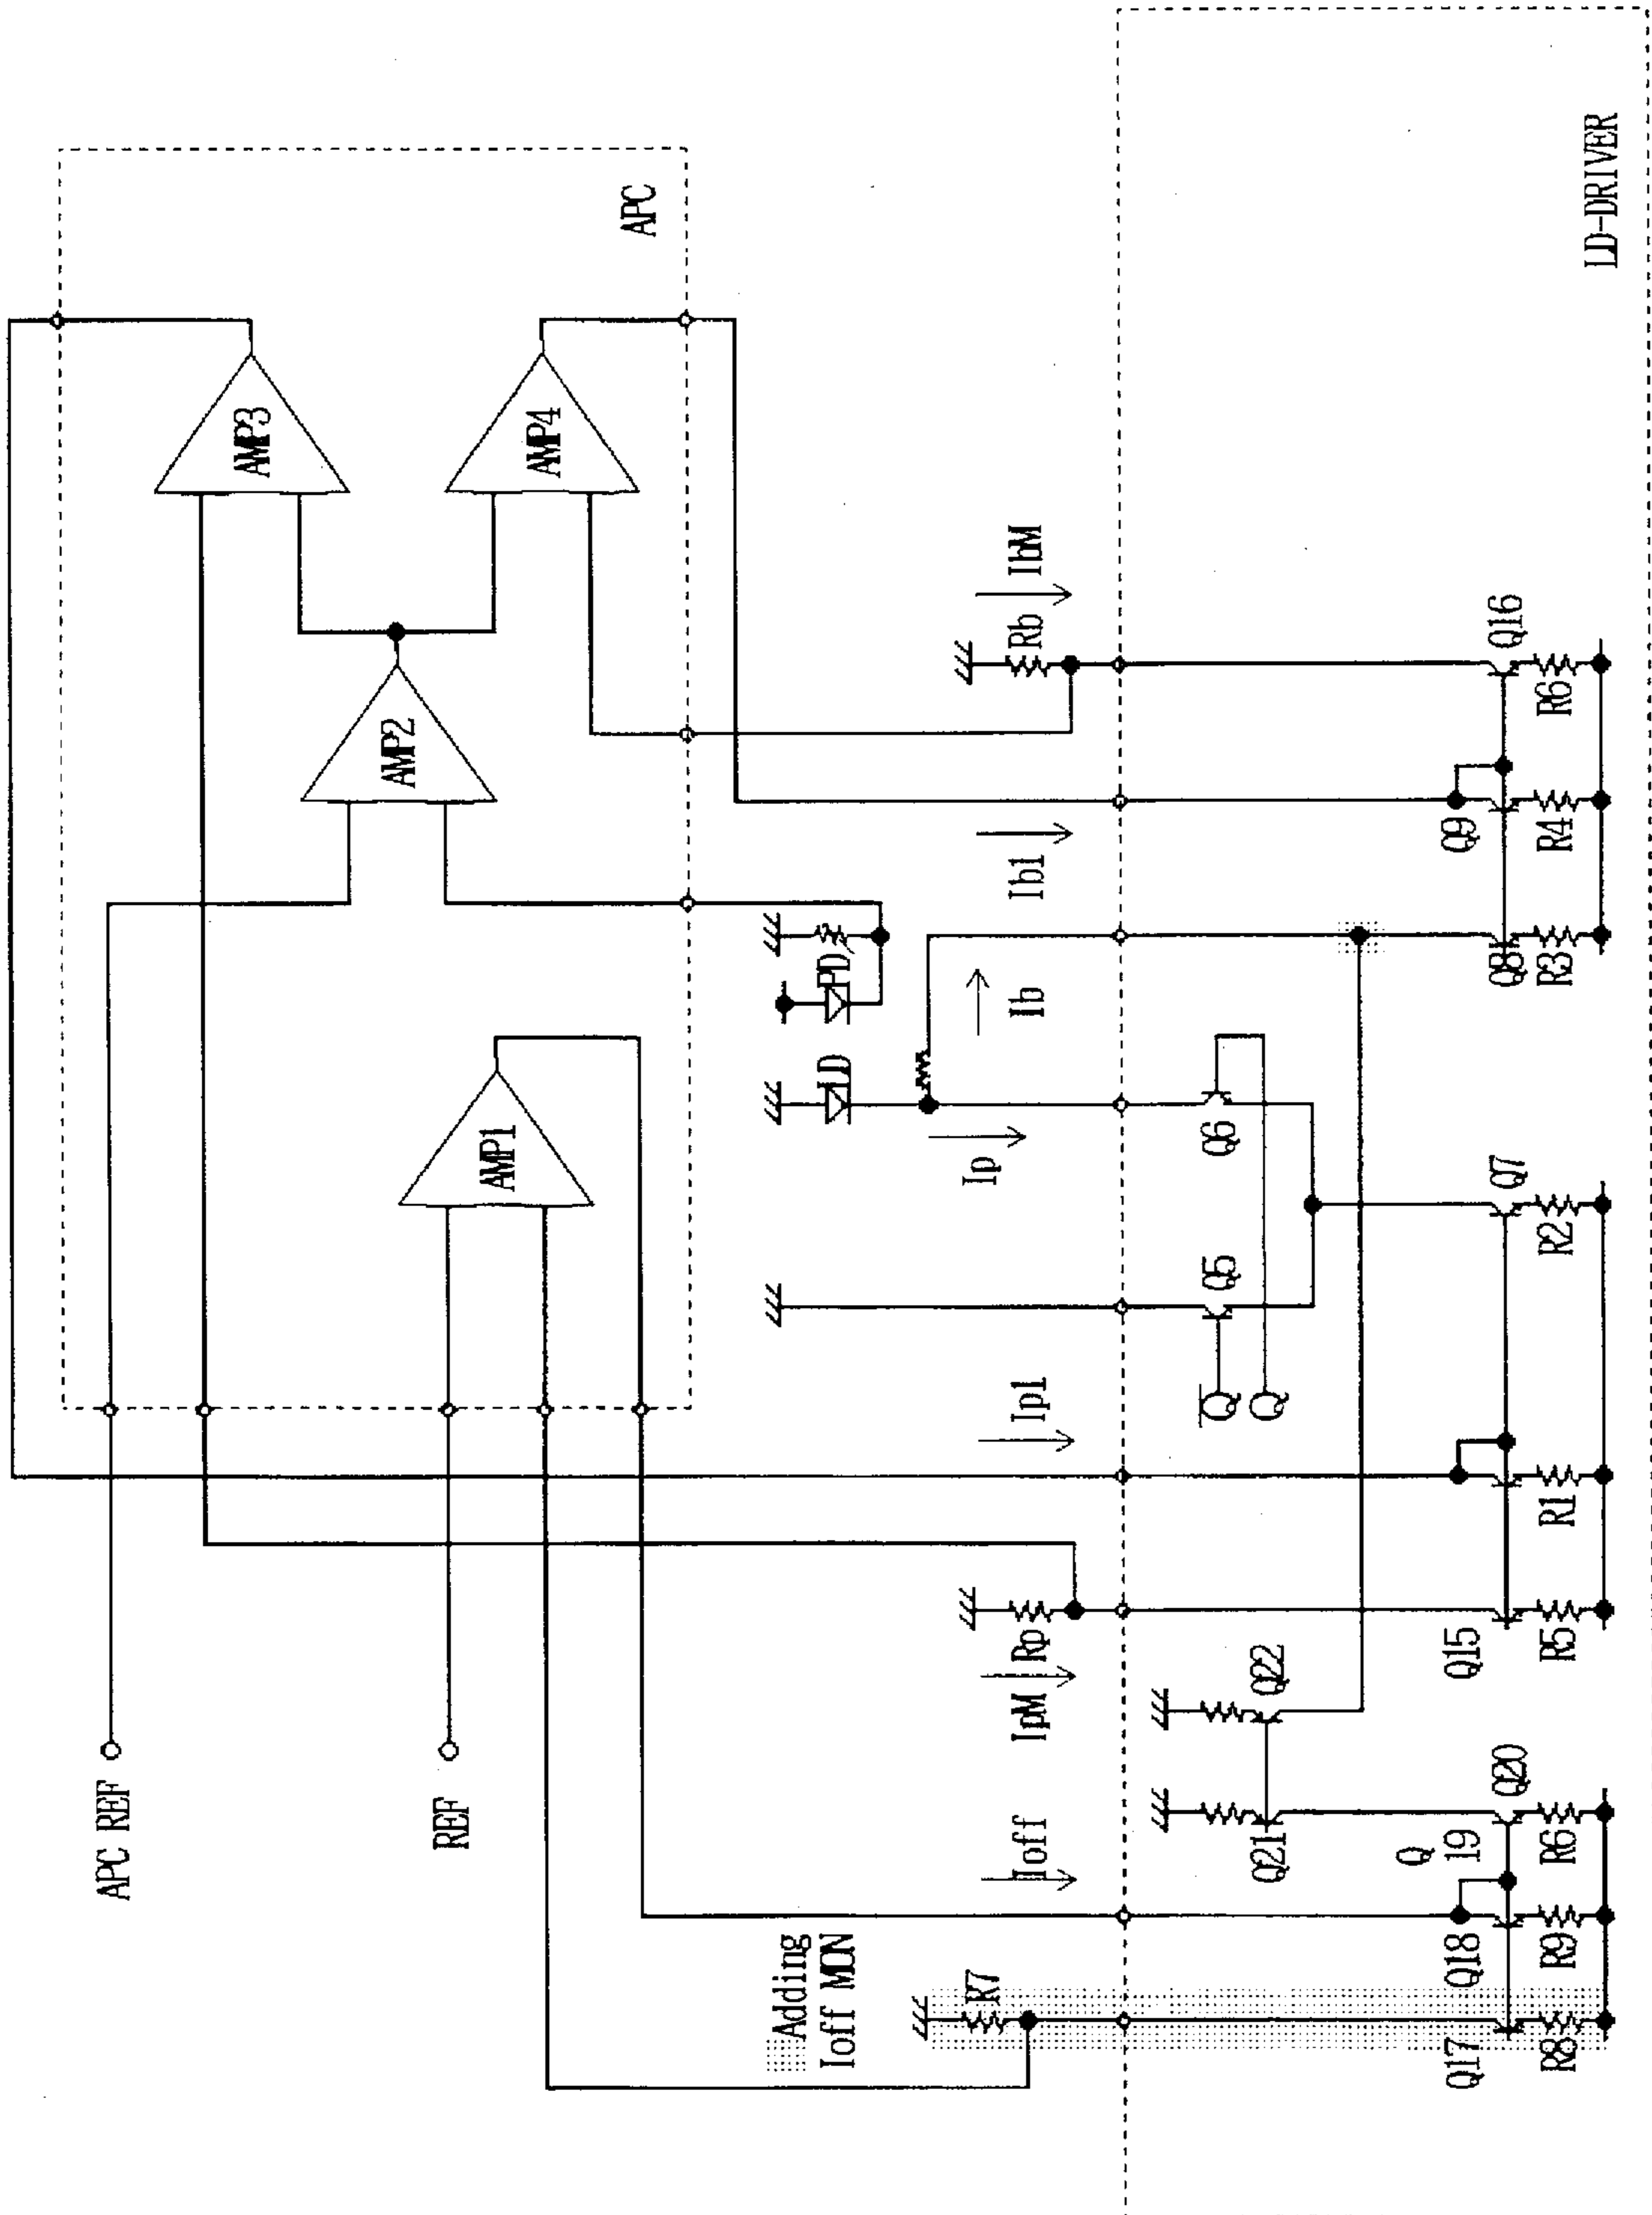 APC REF
REF
AMP1
AMP2
AMP3
AMP4
APC
Adding
Ioff MON
R7
Ioff
IpM
Rp
Ip1
Ip
LD
PD
Ib
Ib1
Rb
IbM
Q21
Q22
Q̅
Q
Q5
Q6
Q17
Q18
Q
19
Q20
Q15
Q7
Q8
Q9
Q16
R8
R9
R6
R5
R1
R2
R3
R4
R6
LD-DRIVER